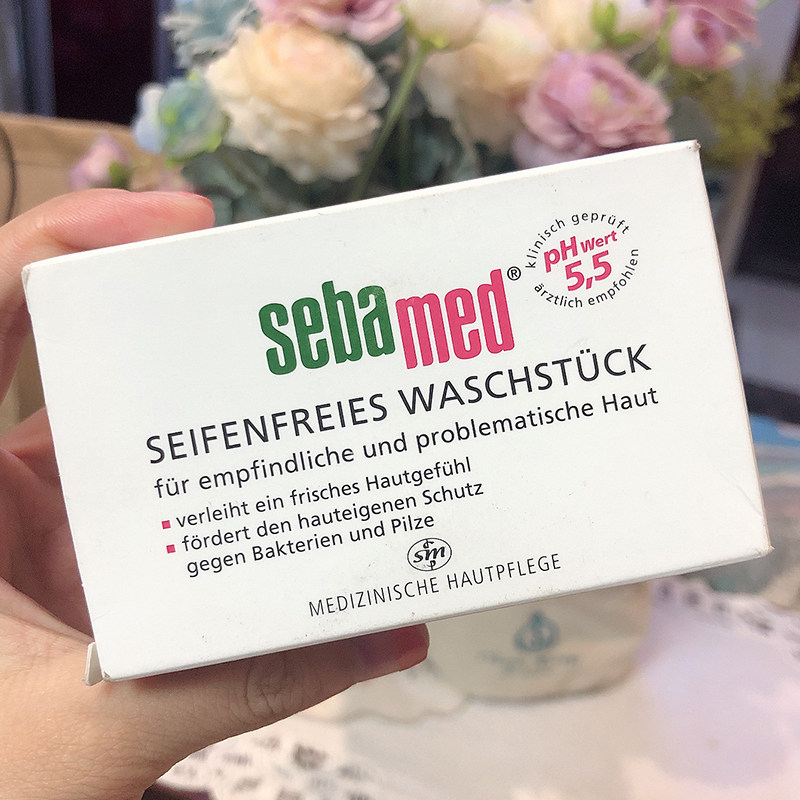 klinisch geprüft
pH Wert
5,5
ärztlich empfohlen
sebamed®
SEIFENFREIES WASCHSTÜCK
für empfindliche und problematische Haut
▪ verleiht ein frisches Hautgefühl
▪ fördert den hauteigenen Schutz
gegen Bakterien und Pilze
sm
MEDIZINISCHE HAUTPFLEGE